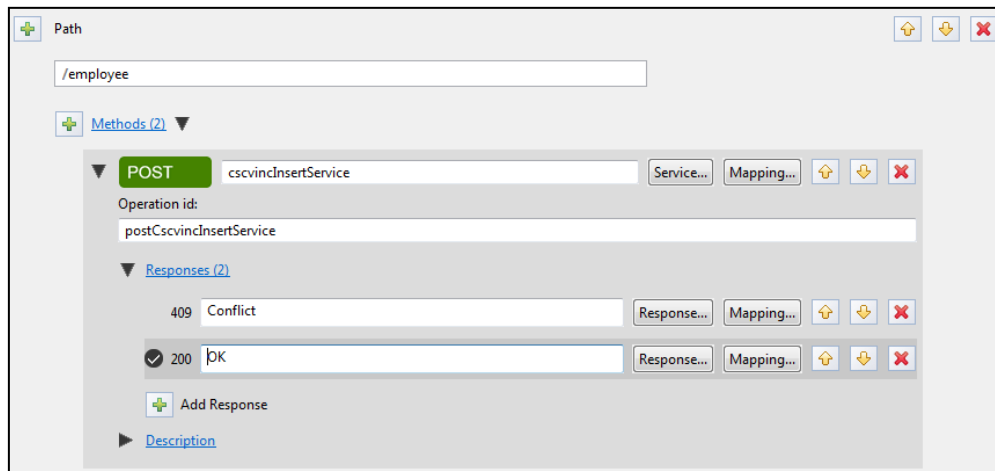 Path
/employee
Methods (2)
POST cscvincInsertService Service... Mapping...
Operation id:
postCscvincInsertService
Responses (2)
409 Conflict Response... Mapping...
200 OK Response... Mapping...
Add Response
Description